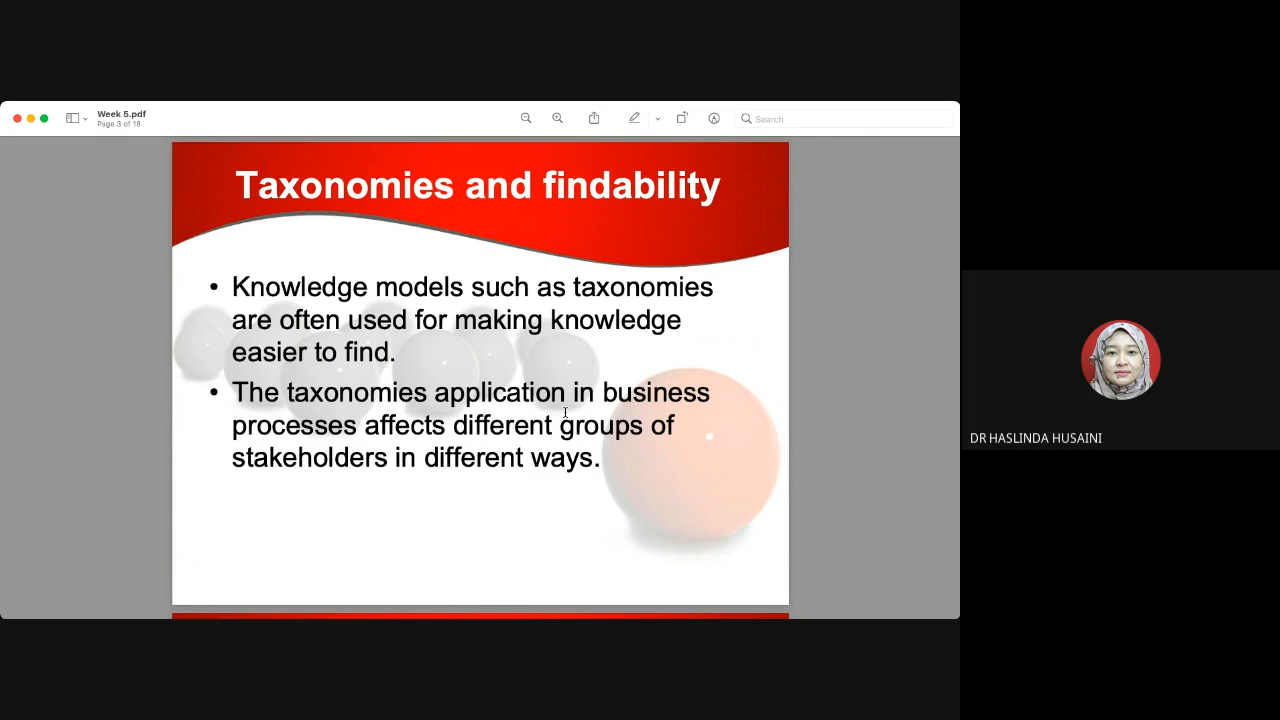 Week 5.pdf
Page 3 of 18
Search
Taxonomies and findability
• Knowledge models such as taxonomies
are often used for making knowledge
easier to find.
• The taxonomies application in business
processes affects different groups of
stakeholders in different ways.
DR HASLINDA HUSAINI